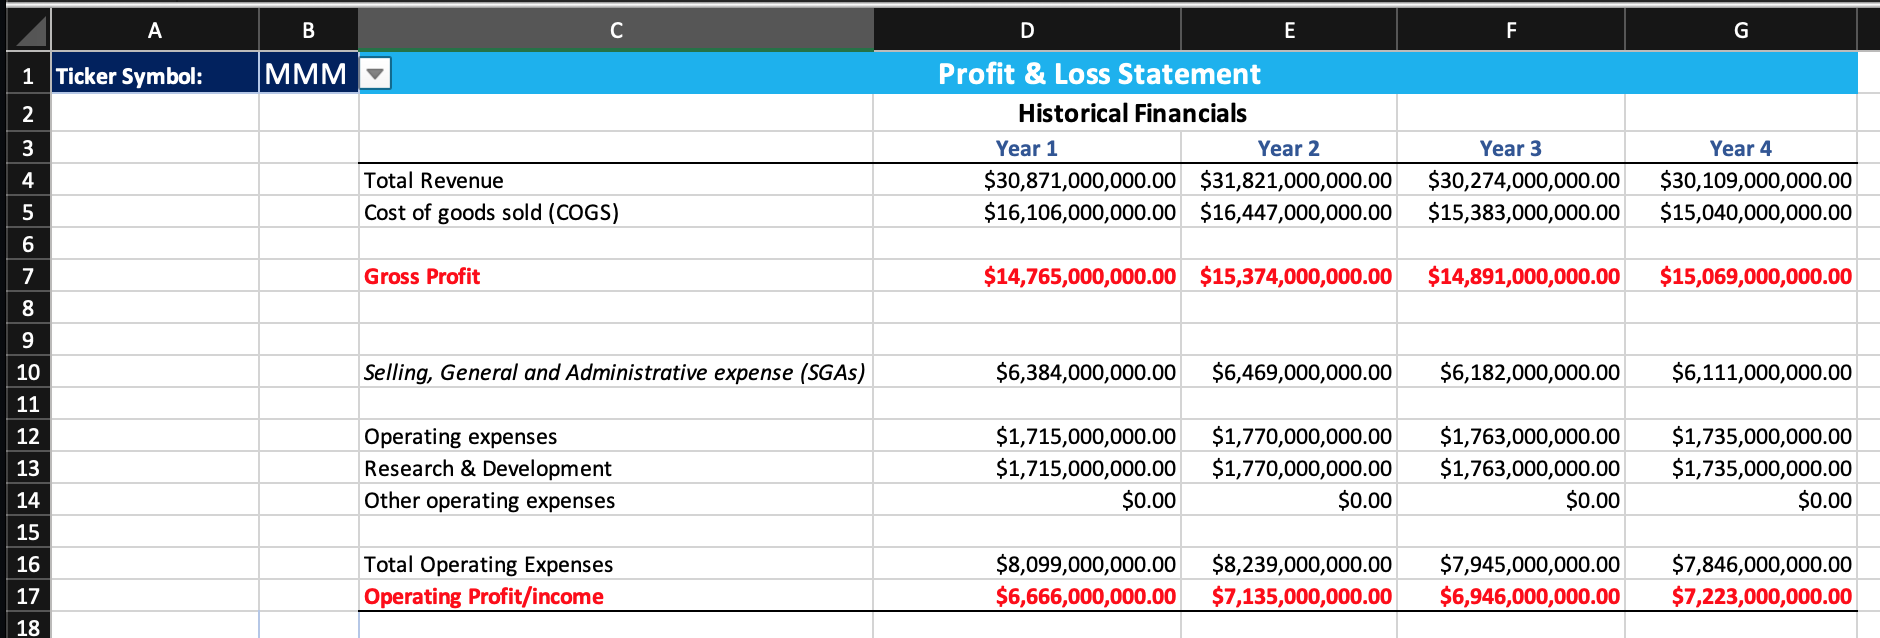 A B C D E F G
1 Ticker Symbol: MMM Profit & Loss Statement
2 Historical Financials
3 Year 1 Year 2 Year 3 Year 4
4 Total Revenue $30,871,000,000.00 $31,821,000,000.00 $30,274,000,000.00 $30,109,000,000.00
5 Cost of goods sold (COGS) $16,106,000,000.00 $16,447,000,000.00 $15,383,000,000.00 $15,040,000,000.00
6
7 Gross Profit $14,765,000,000.00 $15,374,000,000.00 $14,891,000,000.00 $15,069,000,000.00
8
9
10 Selling, General and Administrative expense (SGAs) $6,384,000,000.00 $6,469,000,000.00 $6,182,000,000.00 $6,111,000,000.00
11
12 Operating expenses $1,715,000,000.00 $1,770,000,000.00 $1,763,000,000.00 $1,735,000,000.00
13 Research & Development $1,715,000,000.00 $1,770,000,000.00 $1,763,000,000.00 $1,735,000,000.00
14 Other operating expenses $0.00 $0.00 $0.00 $0.00
15
16 Total Operating Expenses $8,099,000,000.00 $8,239,000,000.00 $7,945,000,000.00 $7,846,000,000.00
17 Operating Profit/income $6,666,000,000.00 $7,135,000,000.00 $6,946,000,000.00 $7,223,000,000.00
18